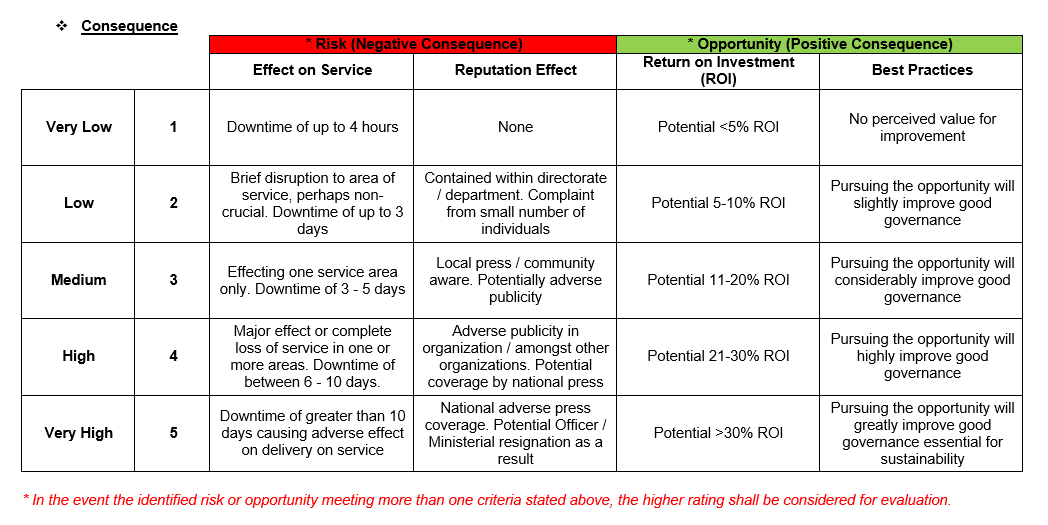 ❖ Consequence
* Risk (Negative Consequence) * Opportunity (Positive Consequence)
Effect on Service Reputation Effect Return on Investment (ROI) Best Practices
Very Low 1 Downtime of up to 4 hours None Potential <5% ROI No perceived value for improvement
Low 2 Brief disruption to area of service, perhaps non-crucial. Downtime of up to 3 days Contained within directorate / department. Complaint from small number of individuals Potential 5-10% ROI Pursuing the opportunity will slightly improve good governance
Medium 3 Effecting one service area only. Downtime of 3 - 5 days Local press / community aware. Potentially adverse publicity Potential 11-20% ROI Pursuing the opportunity will considerably improve good governance
High 4 Major effect or complete loss of service in one or more areas. Downtime of between 6 - 10 days. Adverse publicity in organization / amongst other organizations. Potential coverage by national press Potential 21-30% ROI Pursuing the opportunity will highly improve good governance
Very High 5 Downtime of greater than 10 days causing adverse effect on delivery on service National adverse press coverage. Potential Officer / Ministerial resignation as a result Potential >30% ROI Pursuing the opportunity will greatly improve good governance essential for sustainability
* In the event the identified risk or opportunity meeting more than one criteria stated above, the higher rating shall be considered for evaluation.